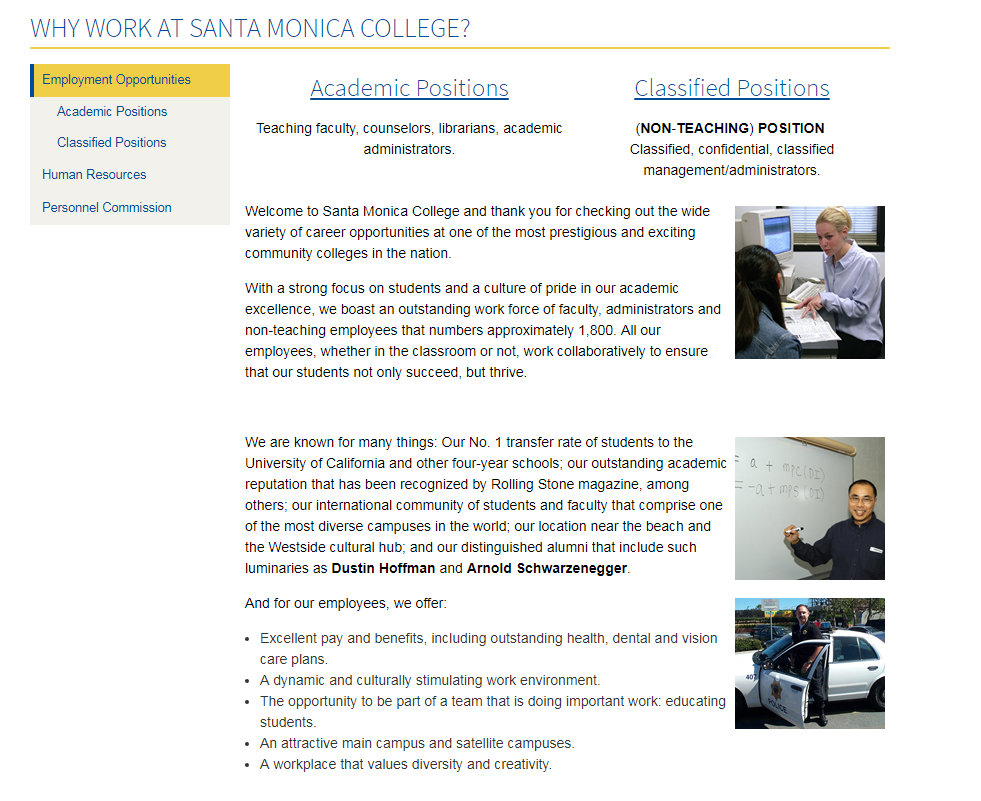 WHY WORK AT SANTA MONICA COLLEGE?
Employment Opportunities
Academic Positions
Classified Positions
Human Resources
Personnel Commission
Academic Positions
Teaching faculty, counselors, librarians, academic
administrators.
Classified Positions
(NON-TEACHING) POSITION
Classified, confidential, classified
management/administrators.
Welcome to Santa Monica College and thank you for checking out the wide
variety of career opportunities at one of the most prestigious and exciting
community colleges in the nation.
With a strong focus on students and a culture of pride in our academic
excellence, we boast an outstanding work force of faculty, administrators and
non-teaching employees that numbers approximately 1,800. All our
employees, whether in the classroom or not, work collaboratively to ensure
that our students not only succeed, but thrive.
We are known for many things: Our No. 1 transfer rate of students to the
University of California and other four-year schools; our outstanding academic
reputation that has been recognized by Rolling Stone magazine, among
others; our international community of students and faculty that comprise one
of the most diverse campuses in the world; our location near the beach and
the Westside cultural hub; and our distinguished alumni that include such
luminaries as Dustin Hoffman and Arnold Schwarzenegger.
= a + mpc(DI)
= -a + mps(DI)
And for our employees, we offer:
• Excellent pay and benefits, including outstanding health, dental and vision
care plans.
• A dynamic and culturally stimulating work environment.
• The opportunity to be part of a team that is doing important work: educating
students.
• An attractive main campus and satellite campuses.
• A workplace that values diversity and creativity.
407
POLICE